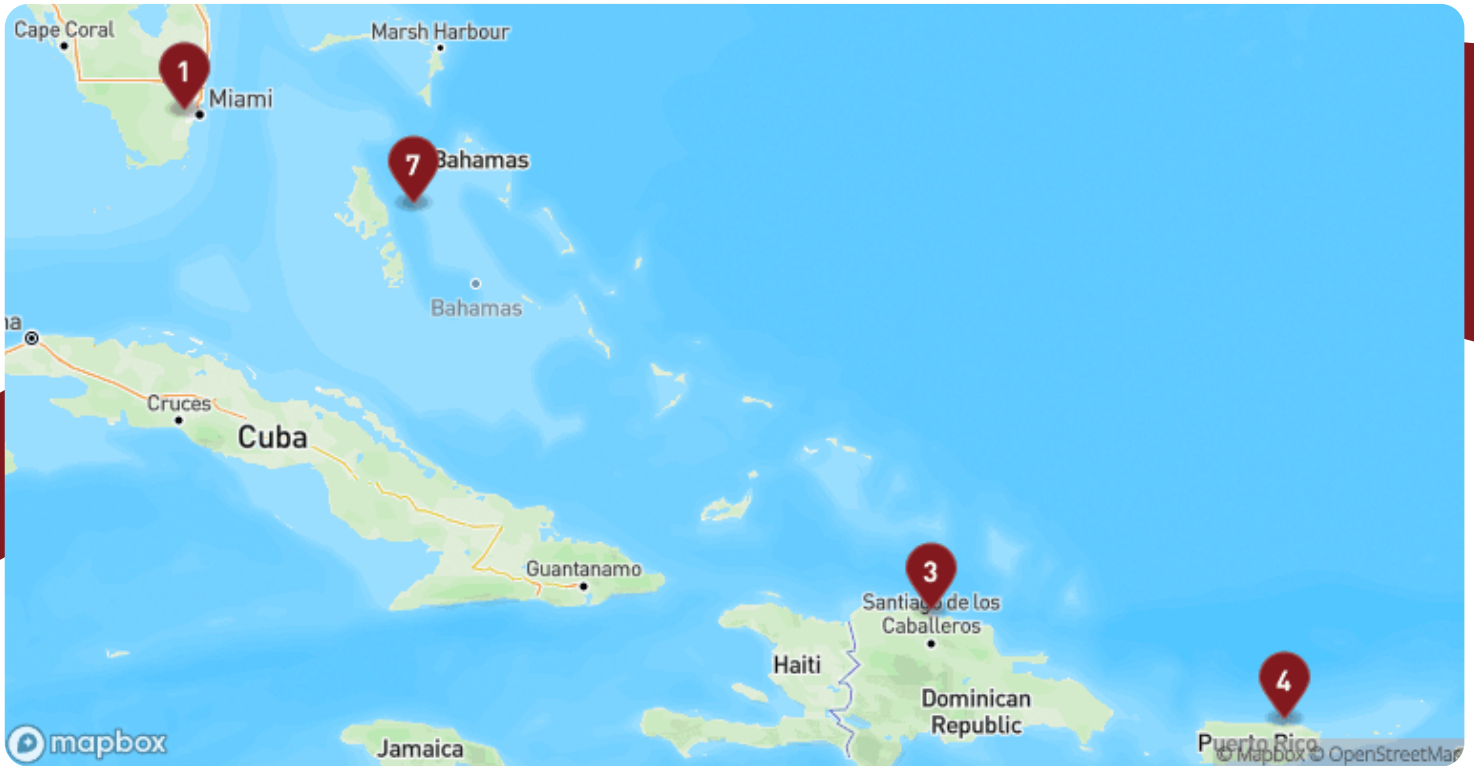 Cape Coral
Marsh Harbour
1
Miami
7
Bahamas
Bahamas
na
Cruces
Cuba
Guantanamo
3
Santiago de los
Caballeros
Haiti
4
Dominican
Republic
Jamaica
Puerto Rico
mapbox
© Mapbox © OpenStreetMap